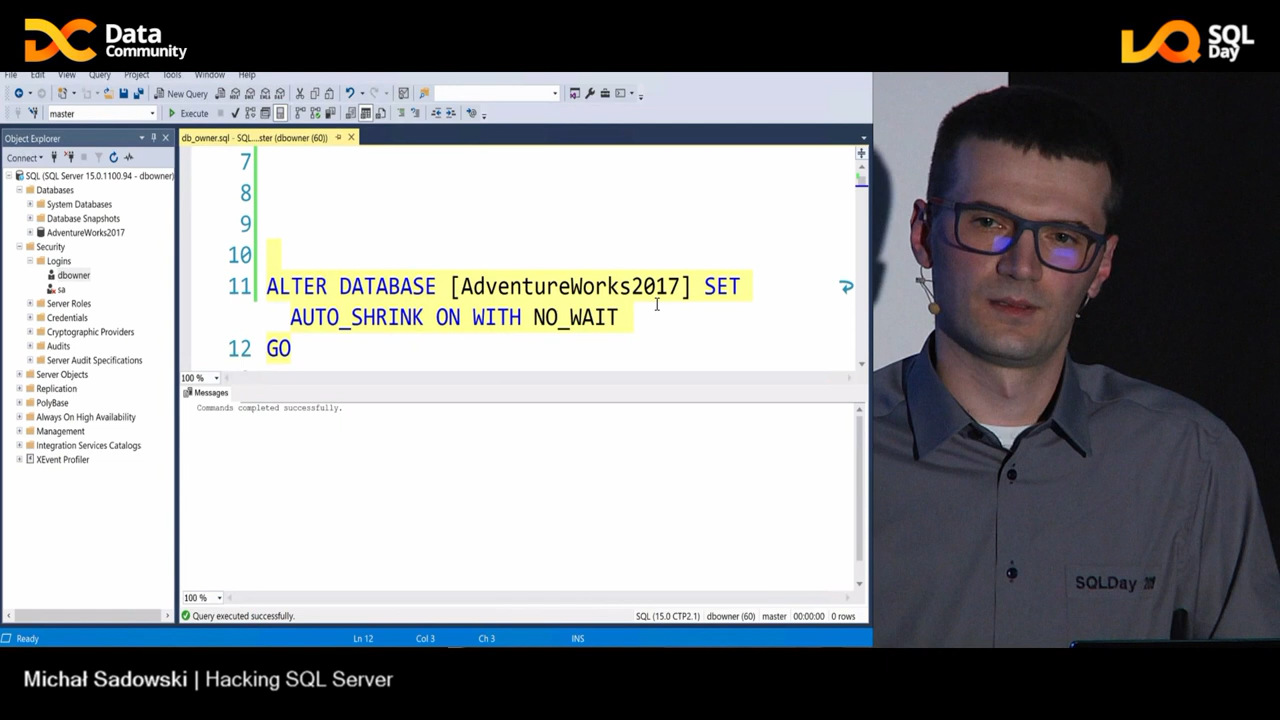 Data
Community
SQL
Day
File Edit View Query Project Tools Window Help
New Query
master
Execute
Object Explorer
db_owner.sql - SQL...ster (dbowner (60))
Connect
SQL (SQL Server 15.0.1100.94 - dbowner)
Databases
System Databases
Database Snapshots
AdventureWorks2017
Security
Logins
dbowner
sa
Server Roles
Credentials
Cryptographic Providers
Audits
Server Audit Specifications
Server Objects
Replication
PolyBase
Always On High Availability
Management
Integration Services Catalogs
XEvent Profiler
7
8
9
10
11 ALTER DATABASE [AdventureWorks2017] SET
AUTO_SHRINK ON WITH NO_WAIT
12 GO
100 %
Messages
Commands completed successfully.
100 %
Query executed successfully.
SQL (15.0 CTP2.1) dbowner (60) master 00:00:00 0 rows
Ready Ln 12 Col 3 Ch 3 INS
SQLDay
Michał Sadowski | Hacking SQL Server